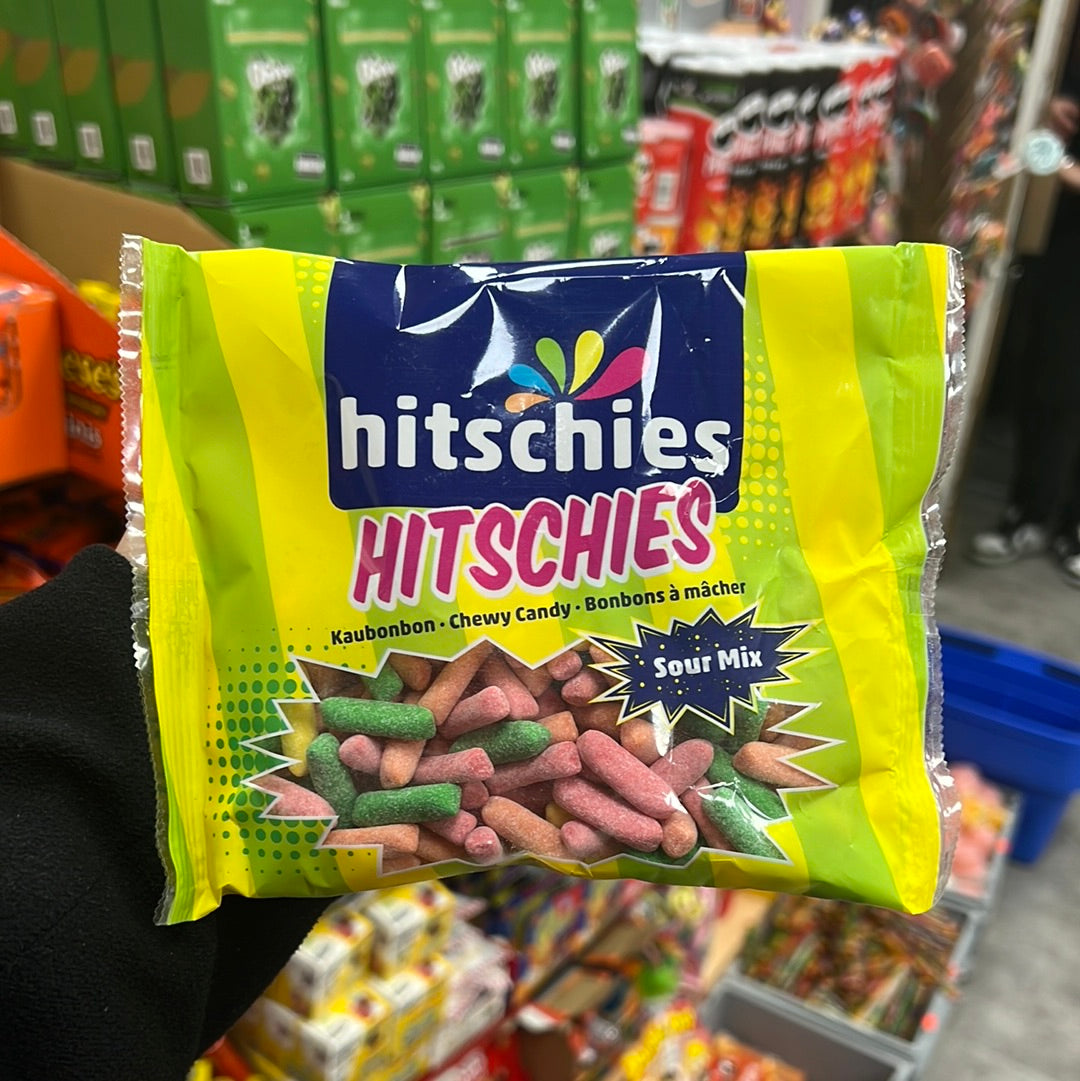 hitschies
HITSCHIES
Kaubonbon · Chewy Candy · Bonbons à mâcher
Sour Mix